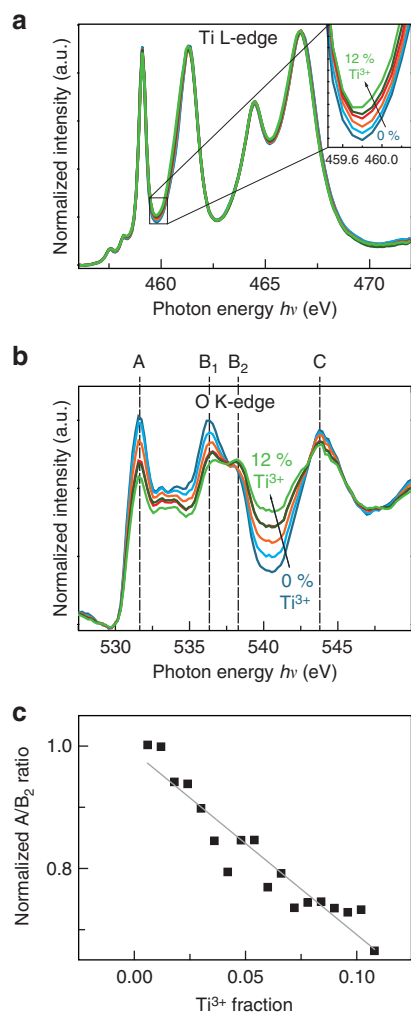 a
Ti L-edge
12 %
Ti³⁺
0 %
459.6 460.0
Normalized intensity (a.u.)
460 465 470
Photon energy hν (eV)
b
A B₁ B₂ C
O K-edge
12 %
Ti³⁺
0 %
Ti³⁺
Normalized intensity (a.u.)
530 535 540 545
Photon energy hν (eV)
c
1.0
0.8
Normalized A/B₂ ratio
0.00 0.05 0.10
Ti³⁺ fraction